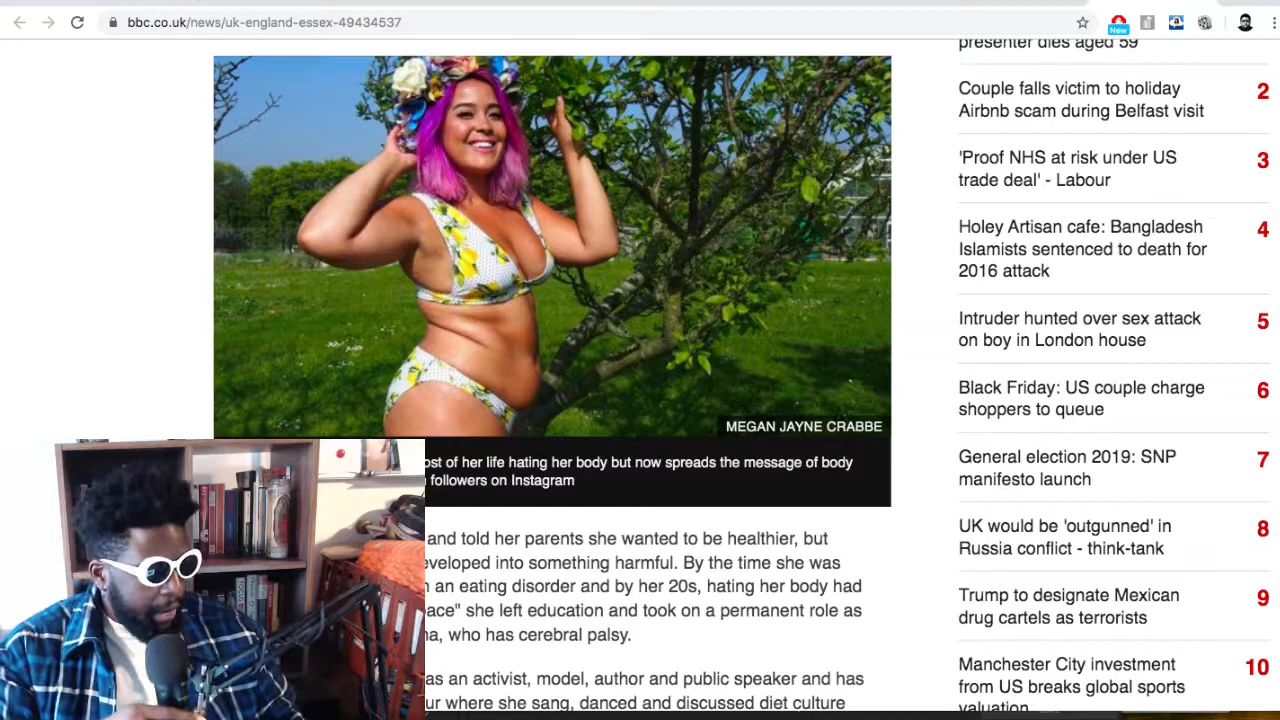 bbc.co.uk/news/uk-england-essex-49434537
New
presenter dies aged 59
Couple falls victim to holiday 2
Airbnb scam during Belfast visit
'Proof NHS at risk under US 3
trade deal' - Labour
Holey Artisan cafe: Bangladesh 4
Islamists sentenced to death for
2016 attack
Intruder hunted over sex attack 5
on boy in London house
Black Friday: US couple charge 6
shoppers to queue
General election 2019: SNP 7
manifesto launch
UK would be 'outgunned' in 8
Russia conflict - think-tank
Trump to designate Mexican 9
drug cartels as terrorists
Manchester City investment 10
from US breaks global sports
valuation
MEGAN JAYNE CRABBE
ost of her life hating her body but now spreads the message of body
followers on Instagram
and told her parents she wanted to be healthier, but
eveloped into something harmful. By the time she was
an eating disorder and by her 20s, hating her body had
eace" she left education and took on a permanent role as
na, who has cerebral palsy.
as an activist, model, author and public speaker and has
ur where she sang, danced and discussed diet culture